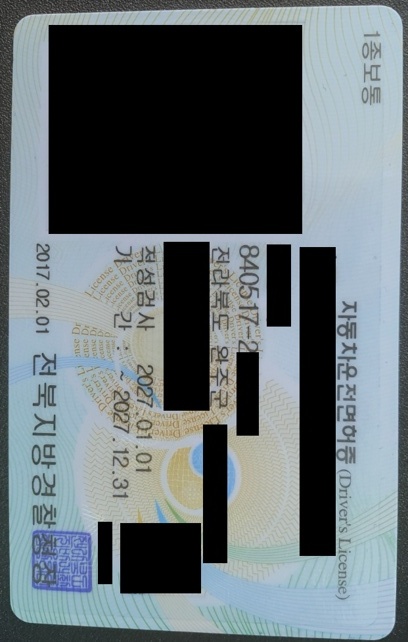 1종보통
자동차운전면허증 (Driver's License)
840517-2
전라북도 완주군
적성검사 2027.01.01
기 간 : ~ 2027.12.31
2017.02.01 전북지방경찰청장